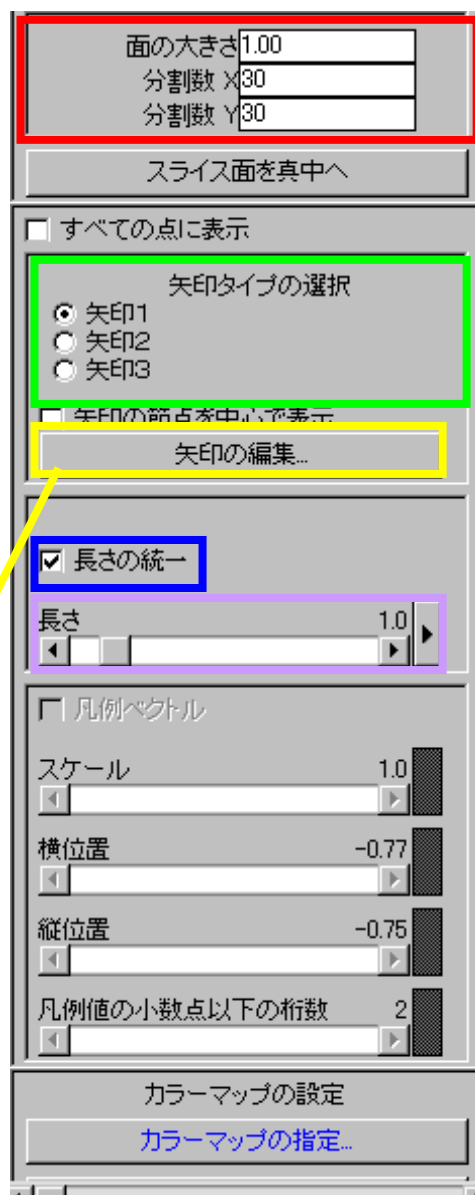 面の大きさ1.00
分割数 X30
分割数 Y30
スライス面を真中へ
すべての点に表示
矢印タイプの選択
矢印1
矢印2
矢印3
矢印の節点を中心で表示
矢印の編集...
長さの統一
長さ 1.0
凡例ベクトル
スケール 1.0
横位置 -0.77
縦位置 -0.75
凡例値の小数点以下の桁数 2
カラーマップの設定
カラーマップの指定...